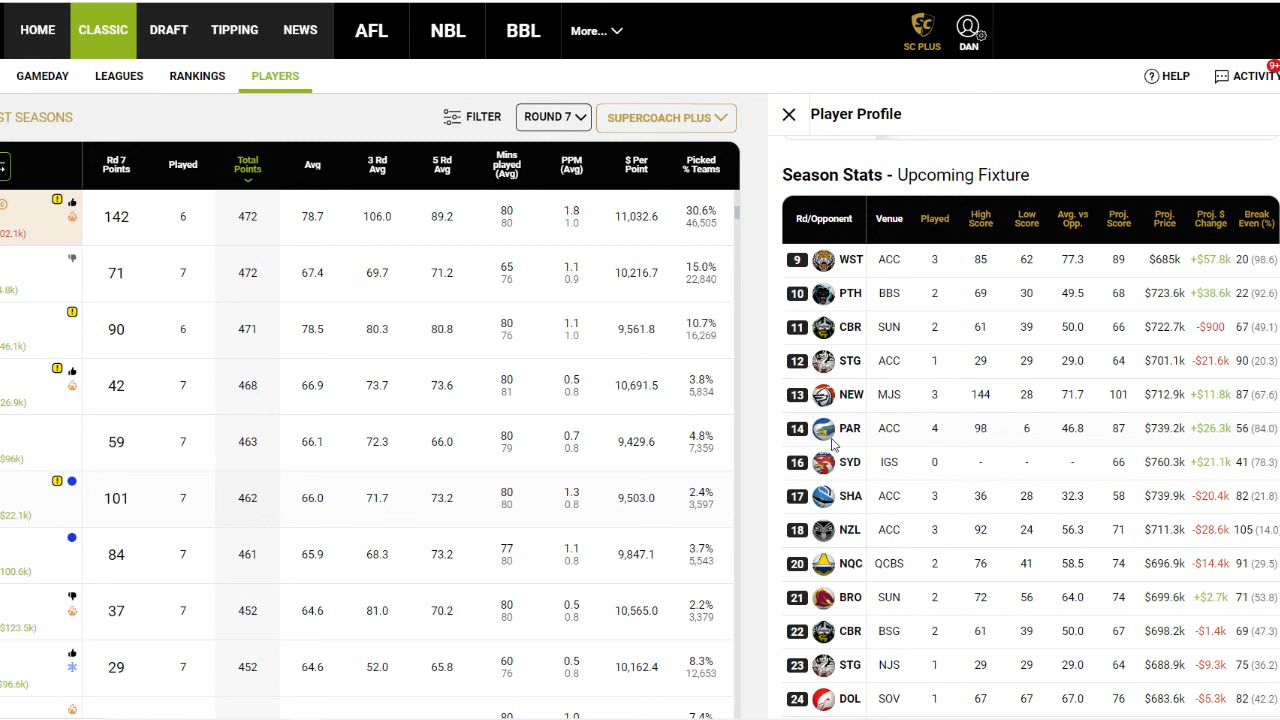 HOME CLASSIC DRAFT TIPPING NEWS AFL NBL BBL More... SC SC PLUS DAN
GAMEDAY LEAGUES RANKINGS PLAYERS ? HELP ACTIVITY 9+
ST SEASONS FILTER ROUND 7 SUPERCOACH PLUS
Rd 7 Points Played Total Points Avg 3 Rd Avg 5 Rd Avg Mins played (Avg) PPM (Avg) $ Per Point Picked % Teams
142 6 472 78.7 106.0 89.2 80 1.8 11,032.6 30.6%
02.1k) 80 1.0 46,505
71 7 472 67.4 69.7 71.2 65 1.1 10,216.7 15.0%
4.8k) 76 0.9 22,840
90 6 471 78.5 80.3 80.8 80 1.1 9,561.8 10.7%
46.1k) 76 1.0 16,269
42 7 468 66.9 73.7 73.6 80 0.5 10,691.5 3.8%
26.9k) 81 0.8 5,834
59 7 463 66.1 72.3 66.0 80 0.7 9,429.6 4.8%
$96k) 79 0.8 7,359
101 7 462 66.0 71.7 73.2 80 1.3 9,503.0 2.4%
$22.1k) 80 0.8 3,597
84 7 461 65.9 68.3 73.2 77 1.1 9,847.1 3.7%
100.6k) 80 0.8 5,543
37 7 452 64.6 81.0 70.2 80 0.5 10,565.0 2.2%
$123.5k) 80 0.8 3,379
29 7 452 64.6 52.0 65.8 60 0.5 10,162.4 8.3%
$96.6k) 76 0.8 12,653
80 1.0 7.4%
Player Profile
Season Stats - Upcoming Fixture
Rd/Opponent Venue Played High Score Low Score Avg. vs Opp. Proj. Score Proj. Price Proj. $ Change Break Even (%)
9 WST ACC 3 85 62 77.3 89 $685k +$57.8k 20 (98.6)
10 PTH BBS 2 69 30 49.5 68 $723.6k +$38.6k 22 (92.6)
11 CBR SUN 2 61 39 50.0 66 $722.7k -$900 67 (49.1)
12 STG ACC 1 29 29 29.0 64 $701.1k -$21.6k (20.3)
13 NEW MJS 3 144 28 71.7 101 $712.9k +$11.8k 87 (67.6)
14 PAR ACC 4 98 6 46.8 87 $739.2k +$26.3k 56 (84.0)
16 SYD IGS 0 - - - 66 $760.3k +$21.1k 41 (78.3)
17 SHA ACC 3 36 28 32.3 58 $739.9k -$20.4k 82 (21.8)
18 NZL ACC 3 92 24 56.3 71 $711.3k -$28.6k 105 (14.0
20 NQC QCBS 2 76 41 58.5 74 $696.9k -$14.4k 91 (29.5)
21 BRO SUN 2 72 56 64.0 74 $699.6k +$2.7k 71 (53.8)
22 CBR BSG 2 61 39 50.0 67 $698.2k -$1.4k 69 (47.3)
23 STG NJS 1 29 29 29.0 64 $688.9k -$9.3k 75 (36.2)
24 DOL SOV 1 67 67 67.0 76 $683.6k -$5.3k 82 (42.2)